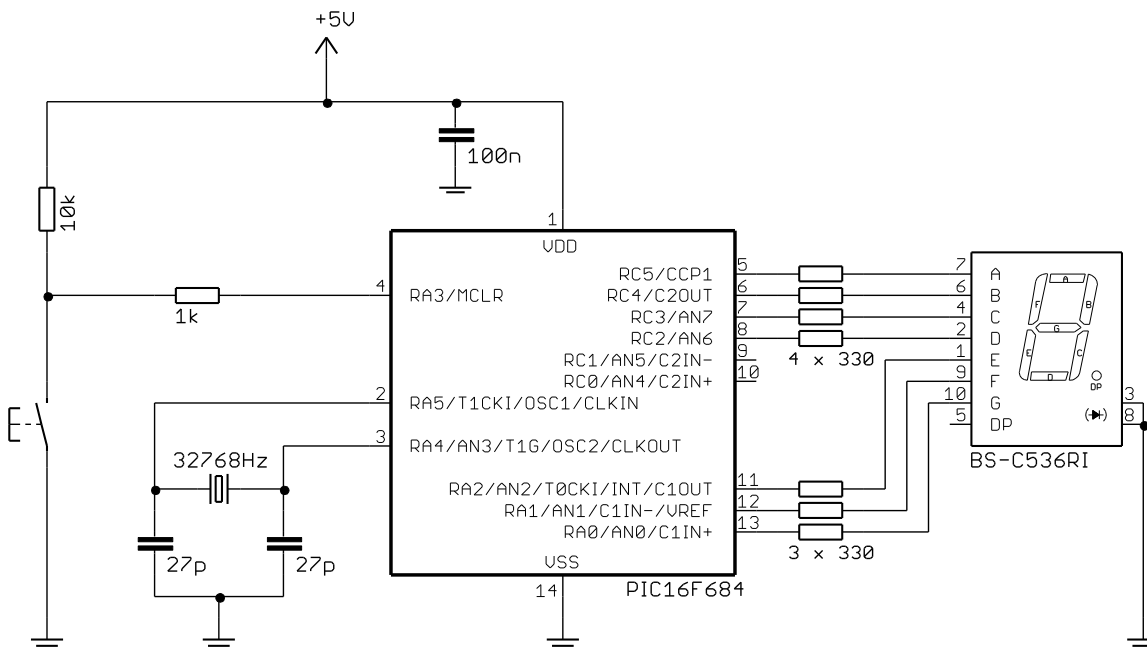 +5V
100n
10k
1
VDD
4 RA3/MCLR
1k
RC5/CCP1 5
RC4/C2OUT 6
RC3/AN7 7
RC2/AN6 8
RC1/AN5/C2IN- 9
RC0/AN4/C2IN+ 10
4 x 330
7 A
6 B
4 C
2 D
1 E
9 F
10 G
5 DP
A
F
B
G
E
C
D
DP
3
8
BS-C536RI
2 RA5/T1CKI/OSC1/CLKIN
3 RA4/AN3/T1G/OSC2/CLKOUT
32768Hz
RA2/AN2/T0CKI/INT/C1OUT 11
RA1/AN1/C1IN-/VREF 12
RA0/AN0/C1IN+ 13
3 x 330
27p
27p
VSS
14
PIC16F684